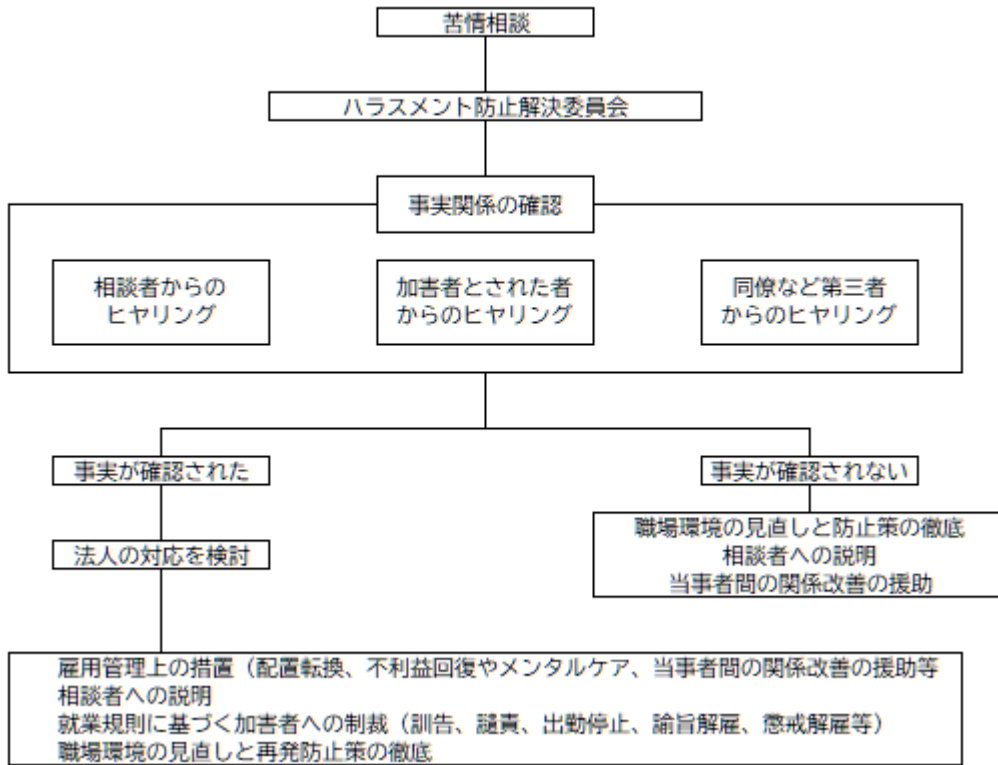 苦情相談
ハラスメント防止解決委員会
事実関係の確認
相談者からの
ヒヤリング
加害者とされた者
からのヒヤリング
同僚など第三者
からのヒヤリング
事実が確認された
事実が確認されない
法人の対応を検討
職場環境の見直しと防止策の徹底
相談者への説明
当事者間の関係改善の援助
雇用管理上の措置（配置転換、不利益回復やメンタルケア、当事者間の関係改善の援助等
相談者への説明
就業規則に基づく加害者への制裁（訓告、譴責、出勤停止、諭旨解雇、懲戒解雇等）
職場環境の見直しと再発防止策の徹底